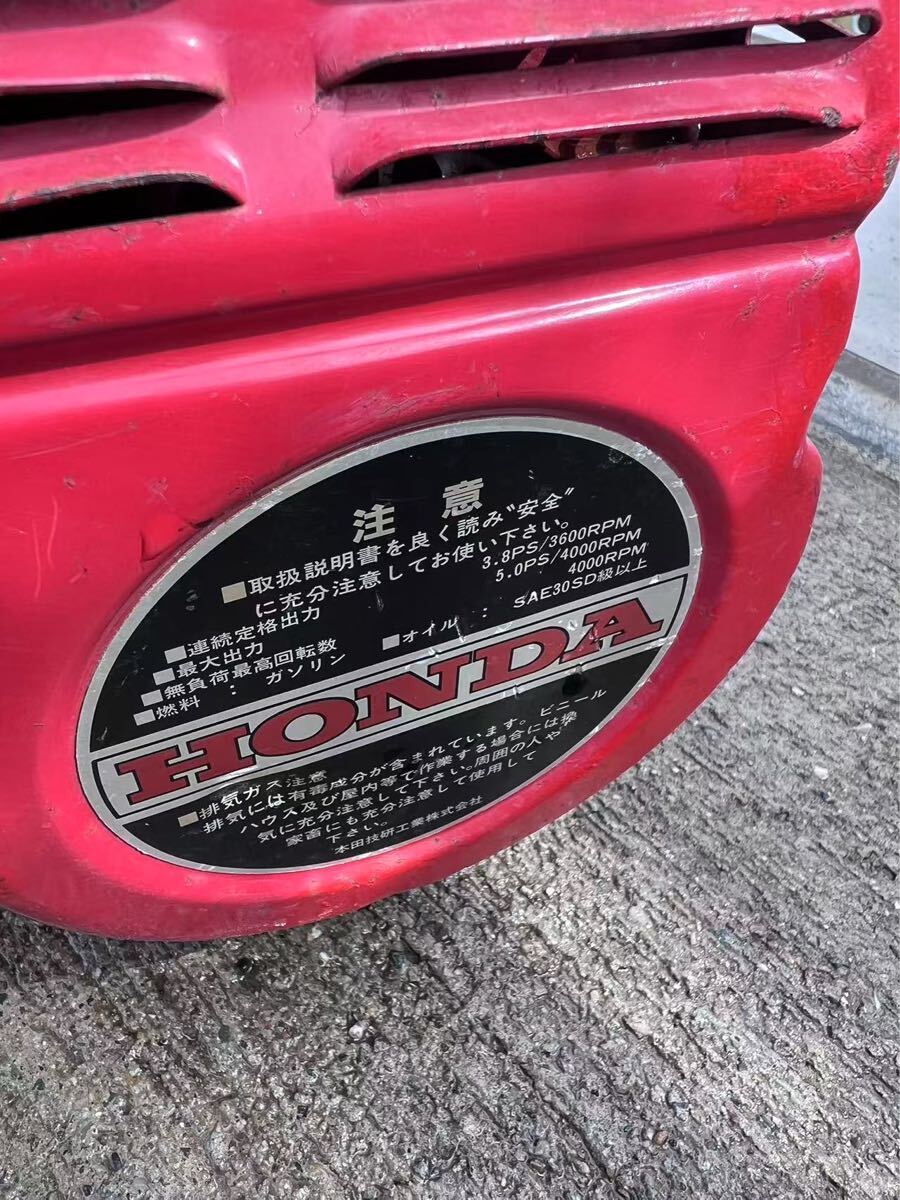 注意
■取扱説明書を良く読み"安全"
に充分注意してお使い下さい。
■連続定格出力 3.8PS/3600RPM
■最大出力 5.0PS/4000RPM
■無負荷最高回転数 4000RPM
■燃料 : ガソリン ■オイル : SAE30SD級以上
HONDA
■排気ガス注意
排気には有毒成分が含まれています。ビニール
ハウス及び屋内等で作業する場合には換
気に充分注意して下さい。周囲の人や
家畜にも充分注意して使用して
下さい。
本田技研工業株式会社